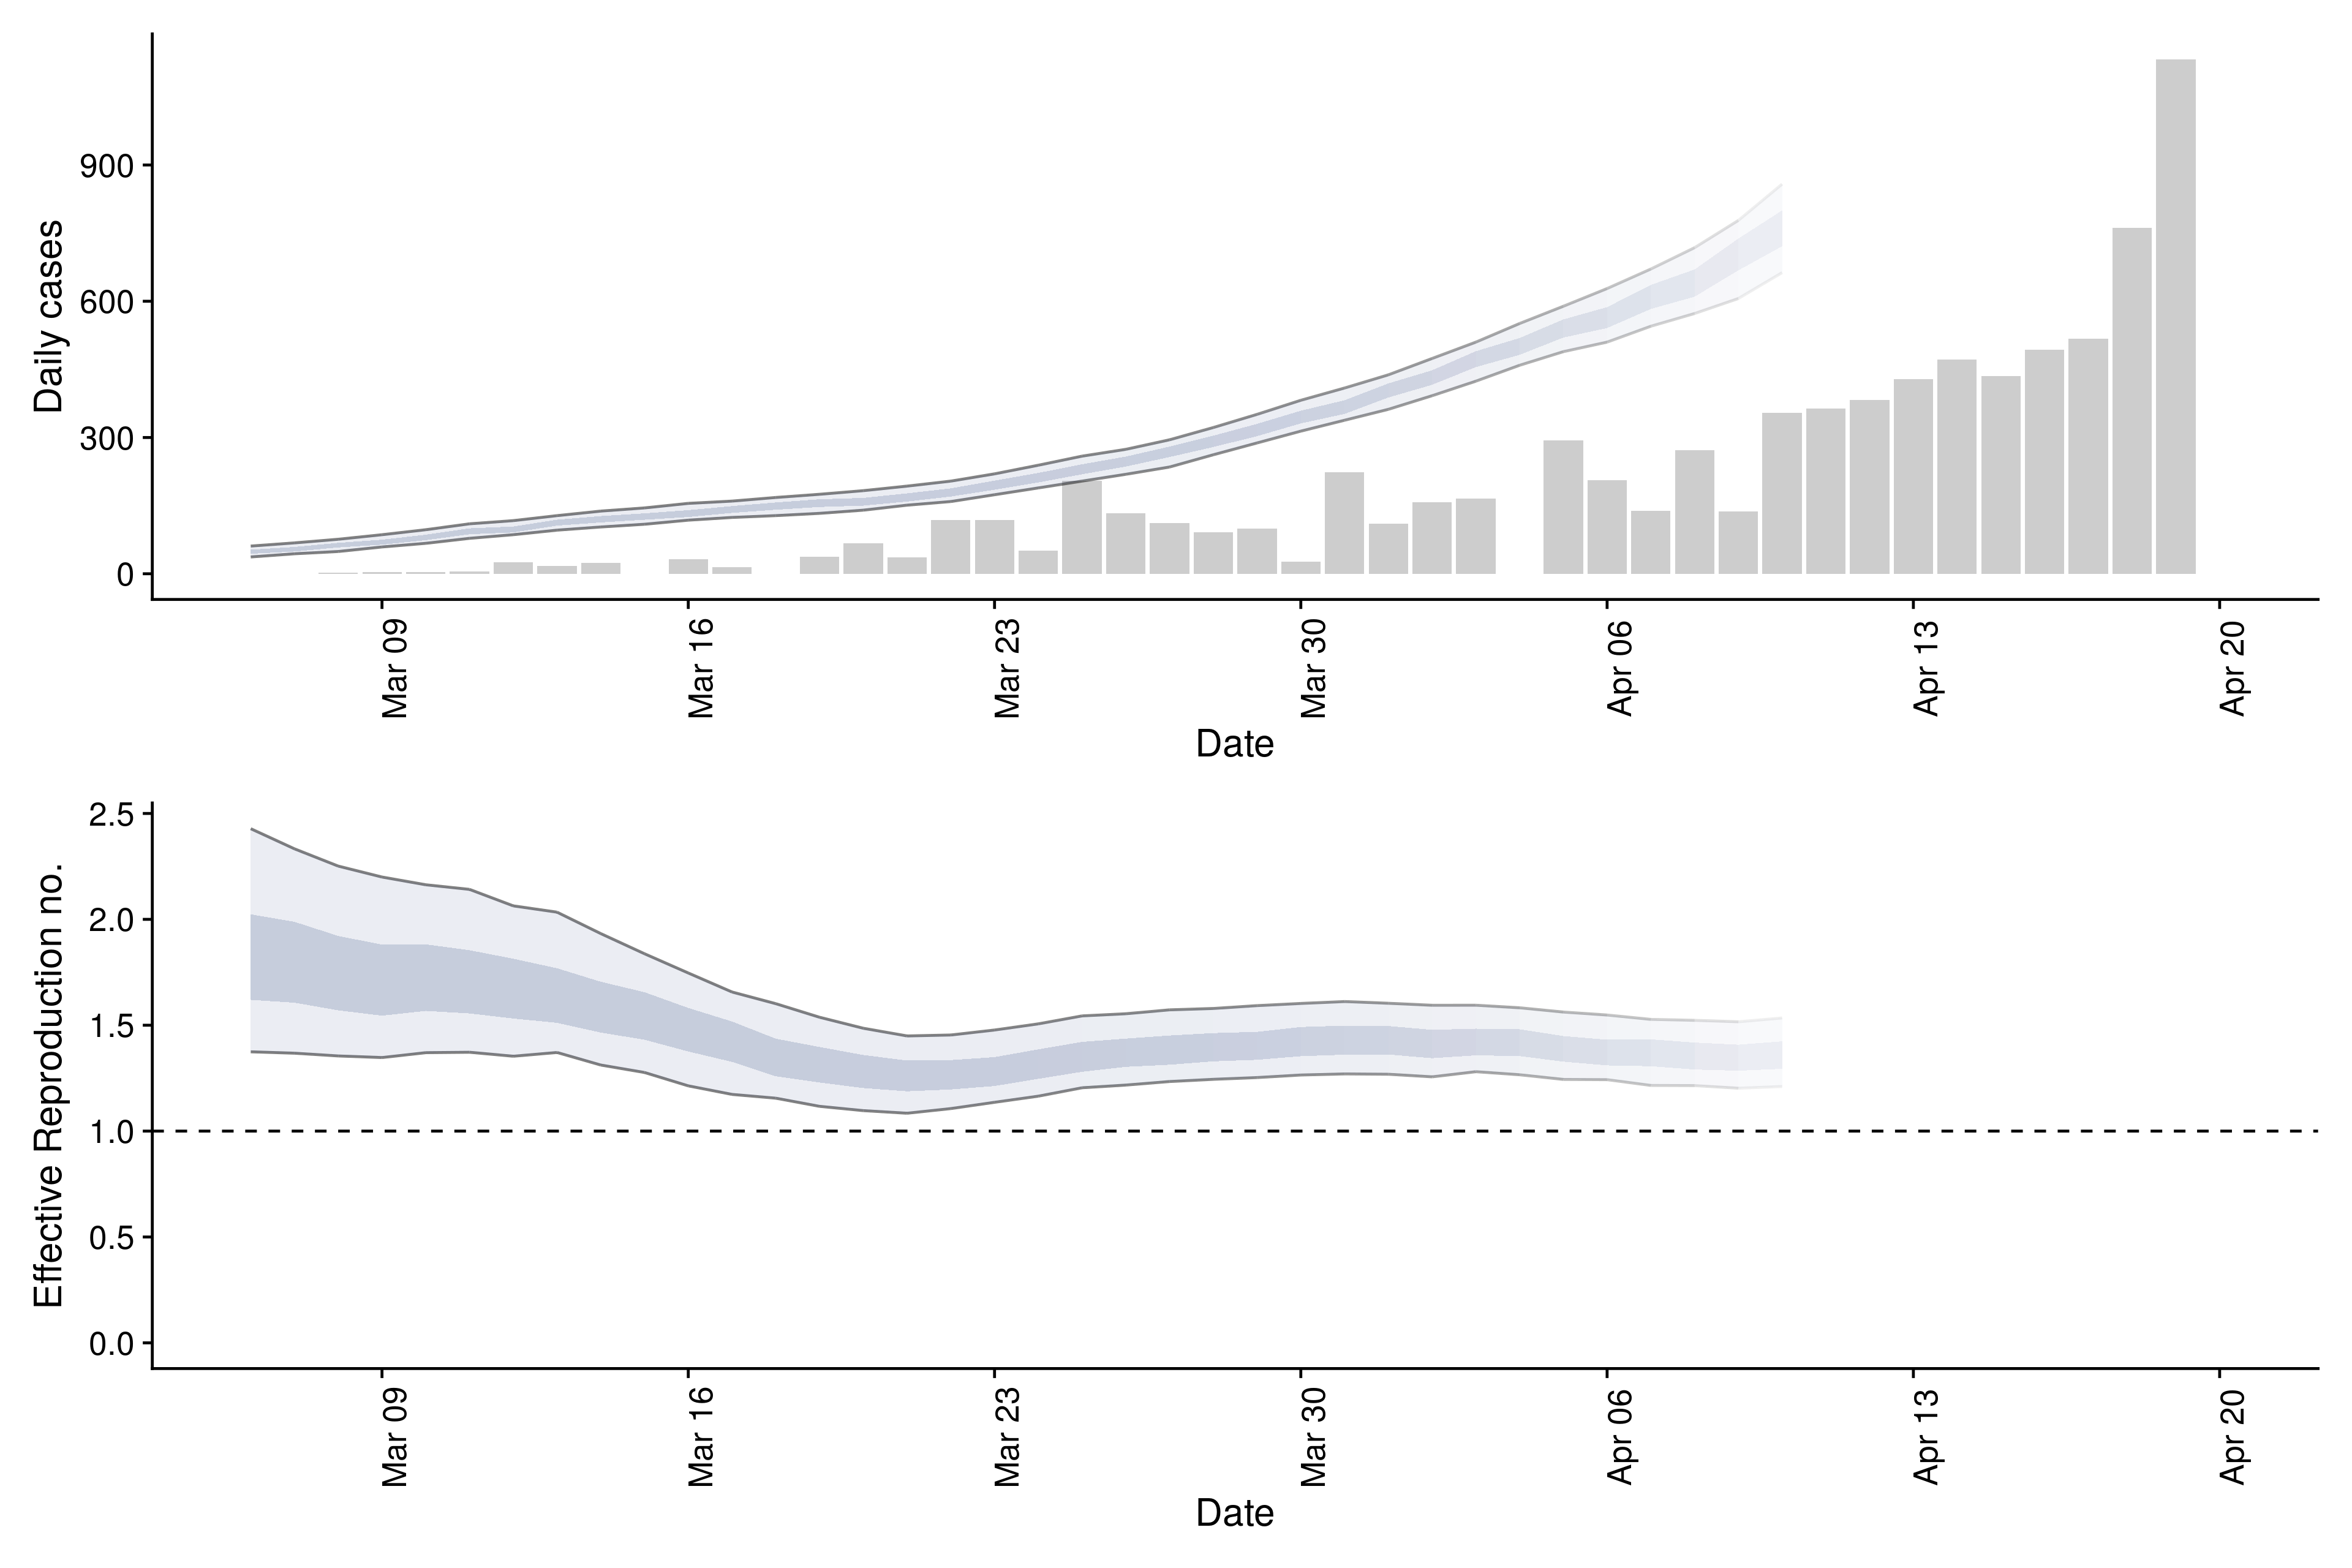 Daily cases
900
600
300
0
Mar 09
Mar 16
Mar 23
Mar 30
Apr 06
Apr 13
Apr 20
Date
Effective Reproduction no.
2.5
2.0
1.5
1.0
0.5
0.0
Mar 09
Mar 16
Mar 23
Mar 30
Apr 06
Apr 13
Apr 20
Date